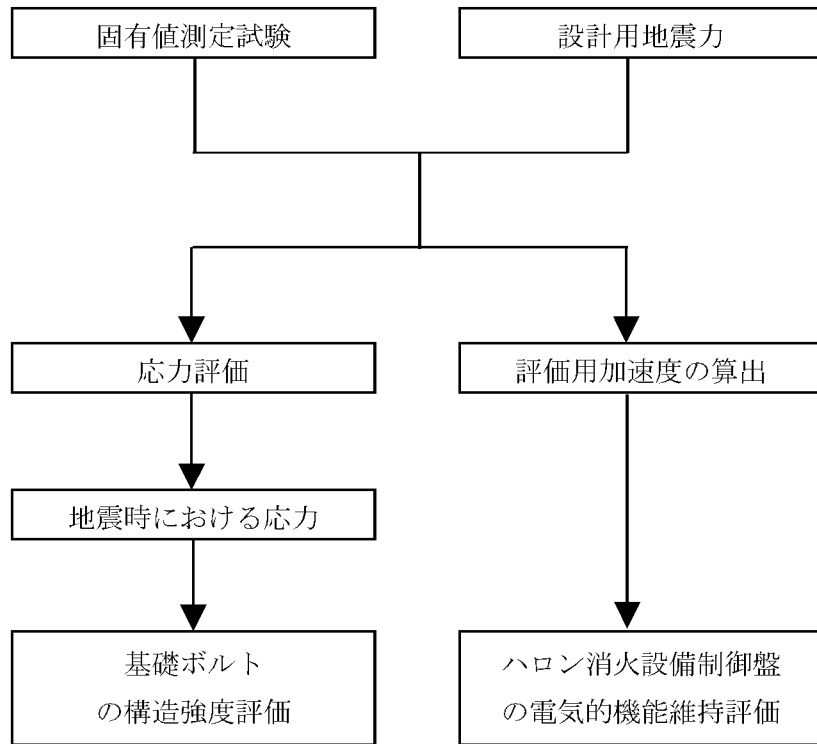 固有値測定試験
設計用地震力
応力評価
評価用加速度の算出
地震時における応力
基礎ボルト
の構造強度評価
ハロン消火設備制御盤
の電気的機能維持評価